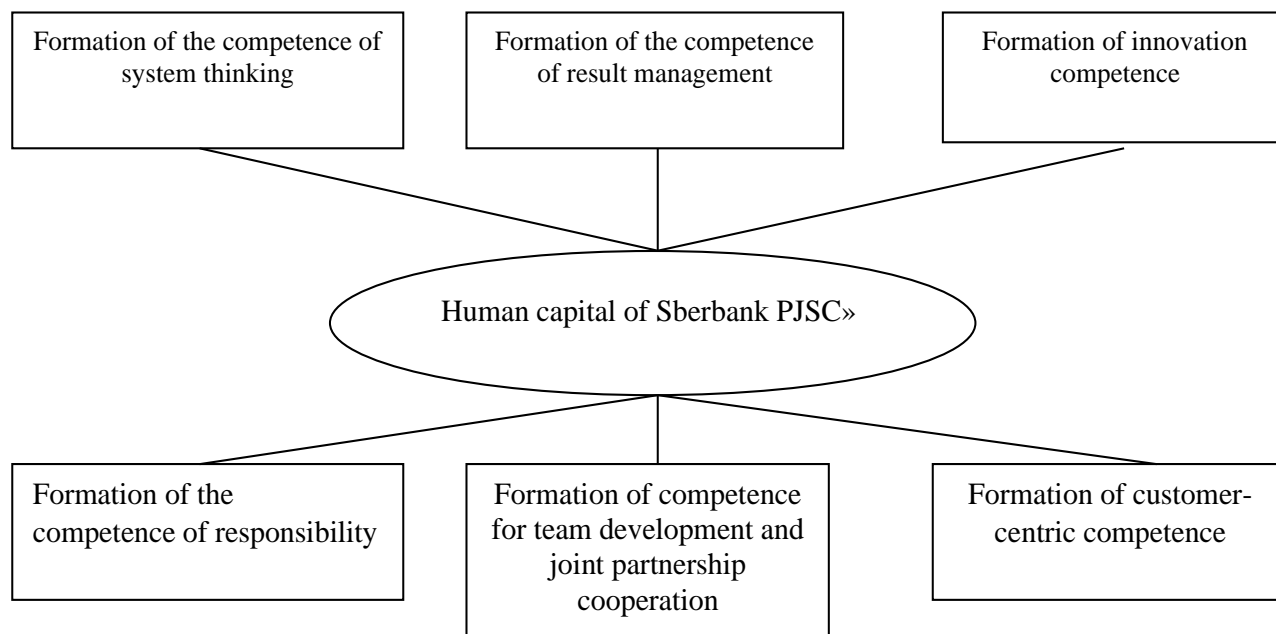 Formation of the competence of
system thinking
Formation of the competence
of result management
Formation of innovation
competence
Human capital of Sberbank PJSC»
Formation of the
competence of responsibility
Formation of competence
for team development and
joint partnership
cooperation
Formation of customer-
centric competence